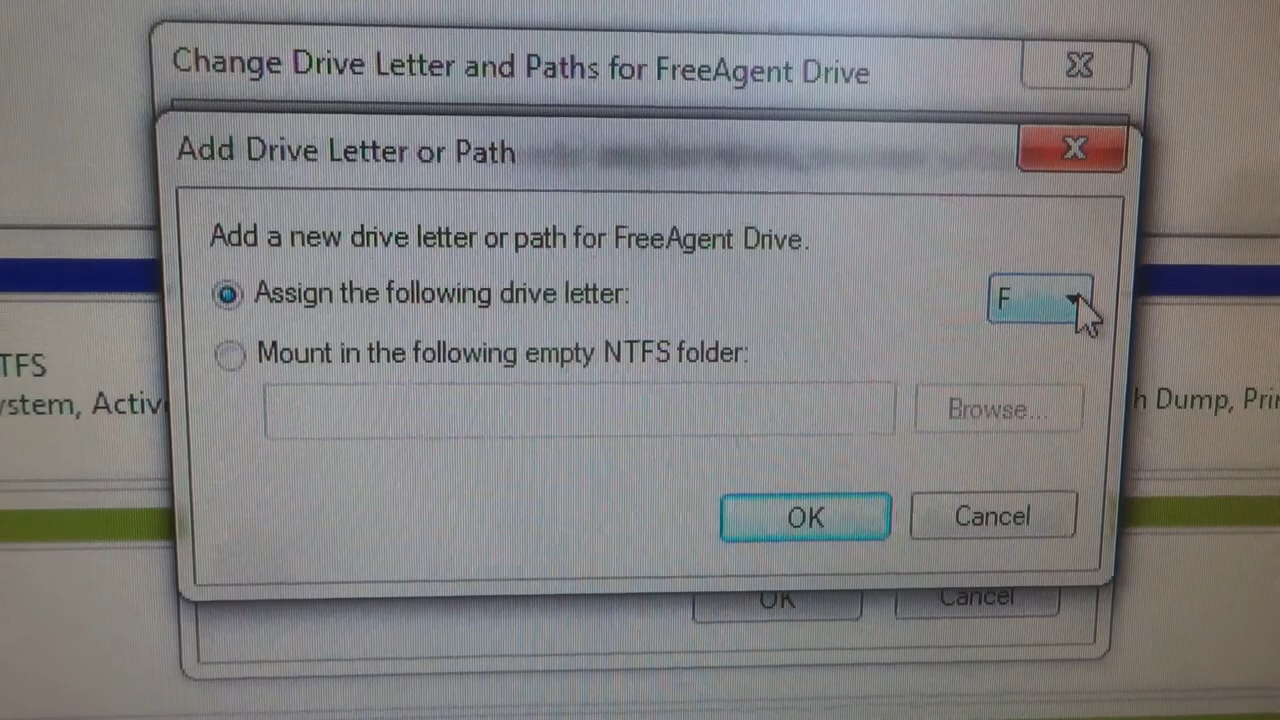 Change Drive Letter and Paths for FreeAgent Drive
Add Drive Letter or Path
Add a new drive letter or path for FreeAgent Drive.
Assign the following drive letter:
F
Mount in the following empty NTFS folder:
Browse...
OK
Cancel
OK
Cancel
TFS
ystem, Activ
h Dump, Pri